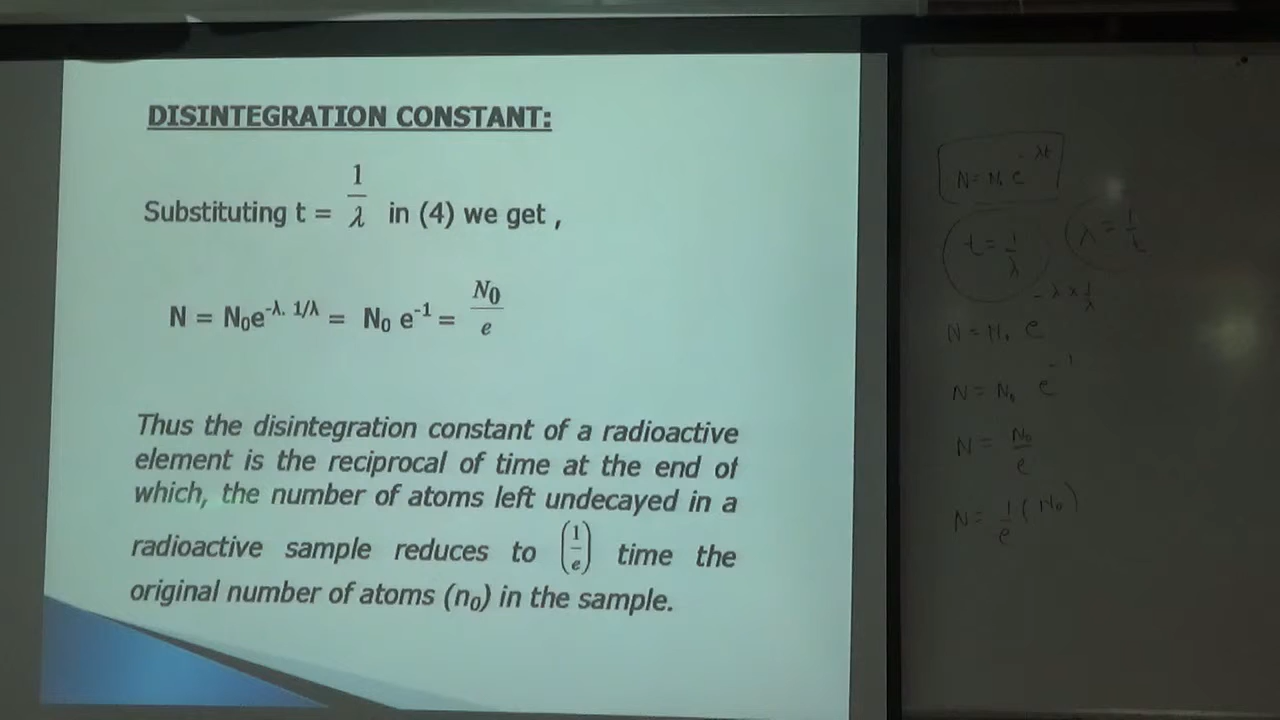 DISINTEGRATION CONSTANT:
Substituting t = 1/λ in (4) we get ,
N = N₀e^-λ. 1/λ = N₀ e^-1 = N₀/e
Thus the disintegration constant of a radioactive
element is the reciprocal of time at the end of
which, the number of atoms left undecayed in a
radioactive sample reduces to (1/e) time the
original number of atoms (n₀) in the sample.
N = N₀ e^-λt
t = 1/λ λ = 1/t
N = N₀ e^-λ×1/λ
N = N₀ e^-1
N = N₀/e
N = 1/e (N₀)